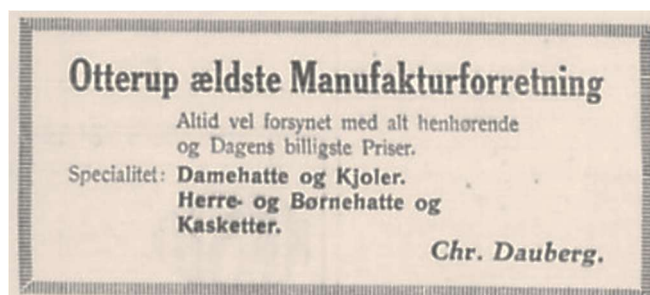 Otterup ældste Manufakturforretning
Altid vel forsynet med alt henhørende
og Dagens billigste Priser.
Specialitet: Damehatte og Kjoler.
Herre- og Børnehatte og
Kasketter.
Chr. Dauberg.